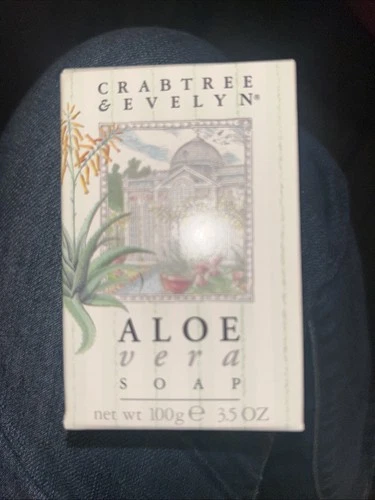 CRABTREE
& EVELYN®
ALOE
vera
SOAP
net wt 100g ℮ 3.5 OZ